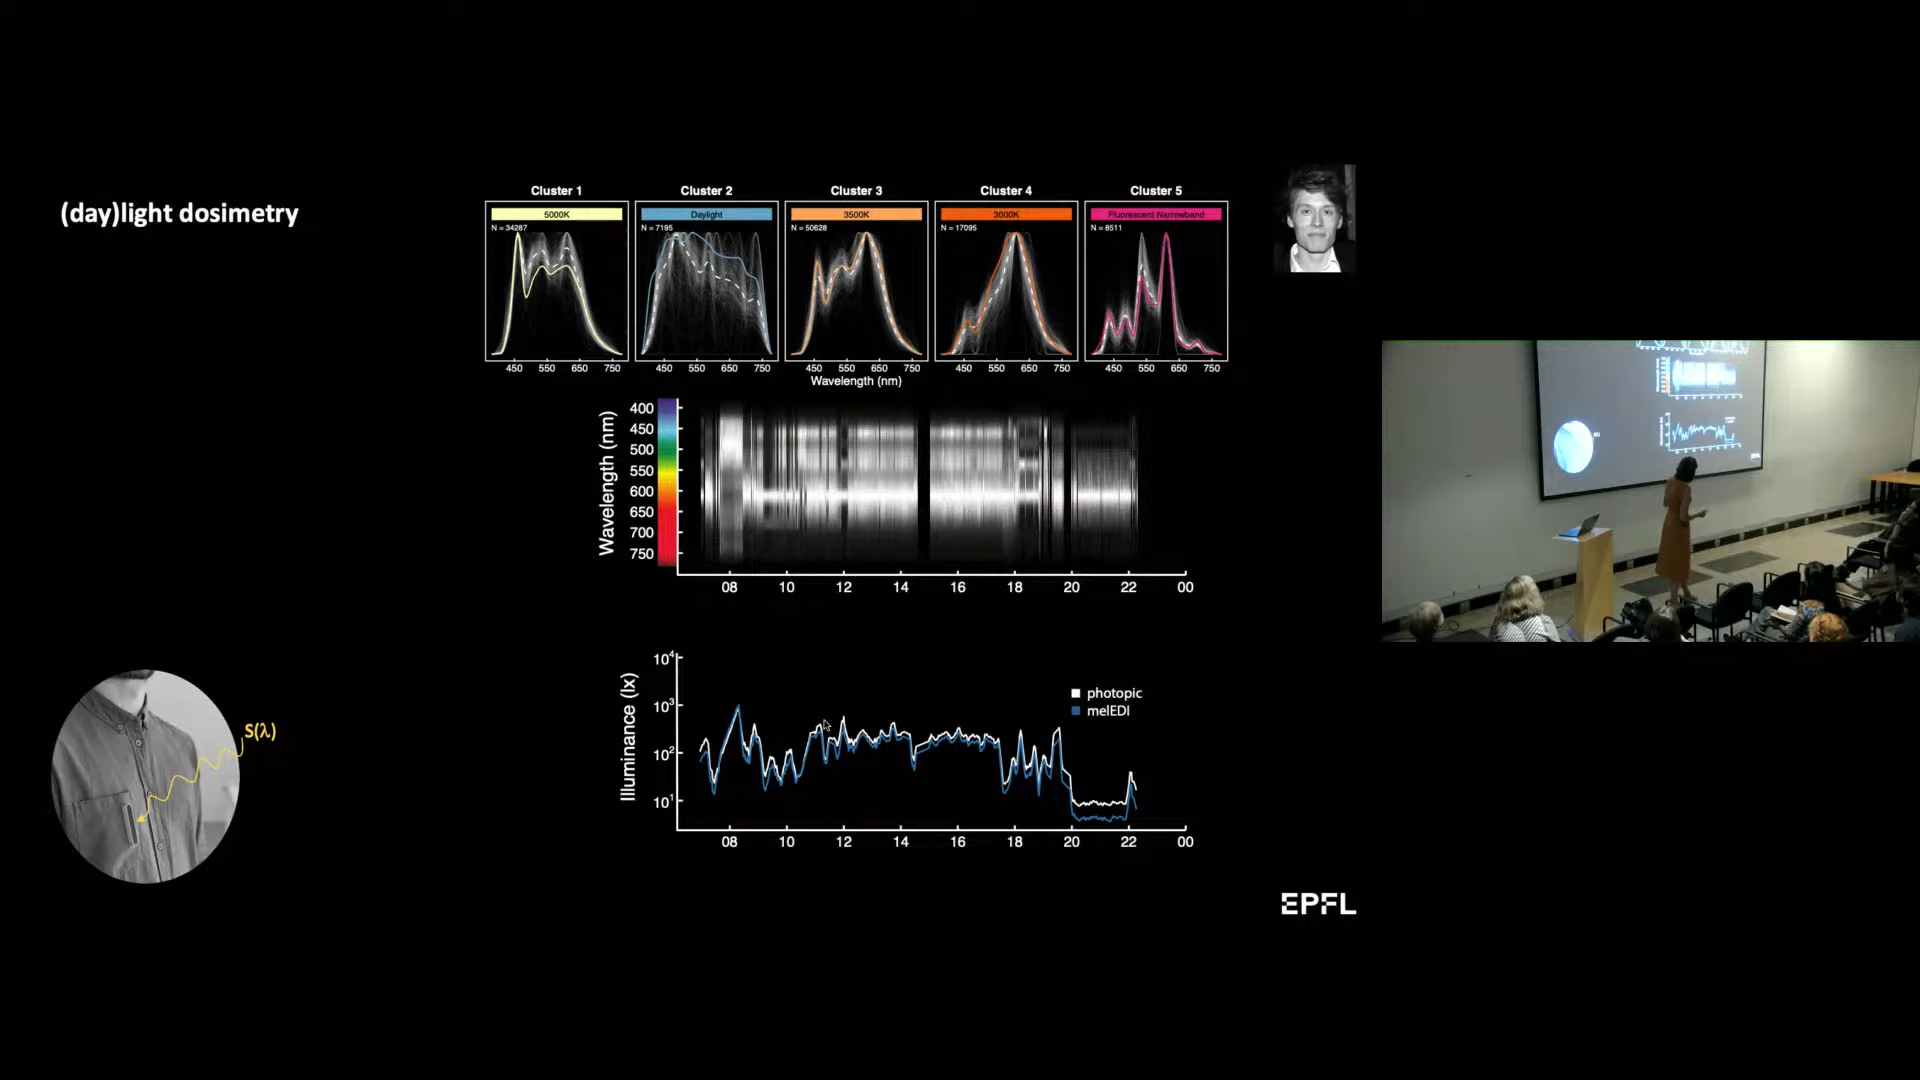 (day)light dosimetry
Cluster 1
Cluster 2
Cluster 3
Cluster 4
Cluster 5
5000K
Daylight
3500K
3000K
Fluorescent Narrowband
N = 34287
N = 7195
N = 50628
N = 17095
N = 8511
450 550 650 750
450 550 650 750
450 550 650 750
450 550 650 750
450 550 650 750
Wavelength (nm)
Wavelength (nm)
400
450
500
550
600
650
700
750
08 10 12 14 16 18 20 22 00
Illuminance (lx)
10⁴
10³
10²
10¹
photopic
melEDI
08 10 12 14 16 18 20 22 00
S(λ)
EPFL